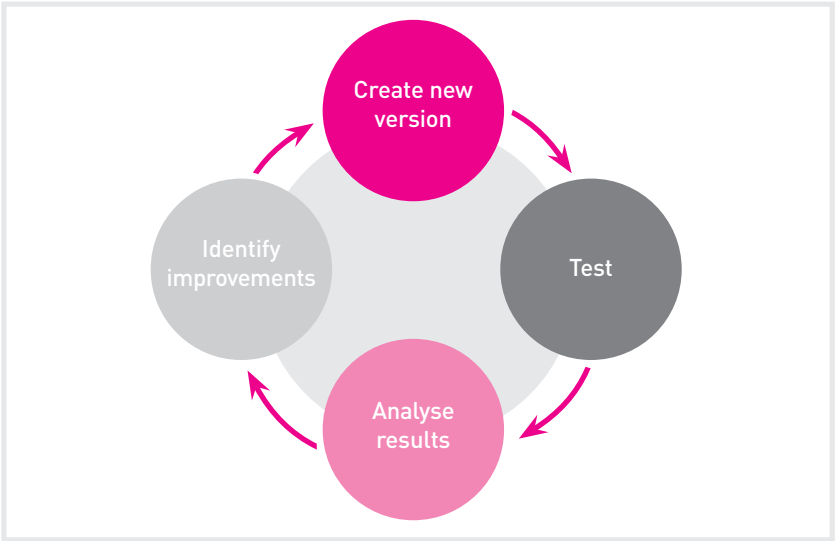 Create new
version
Test
Analyse
results
Identify
improvements